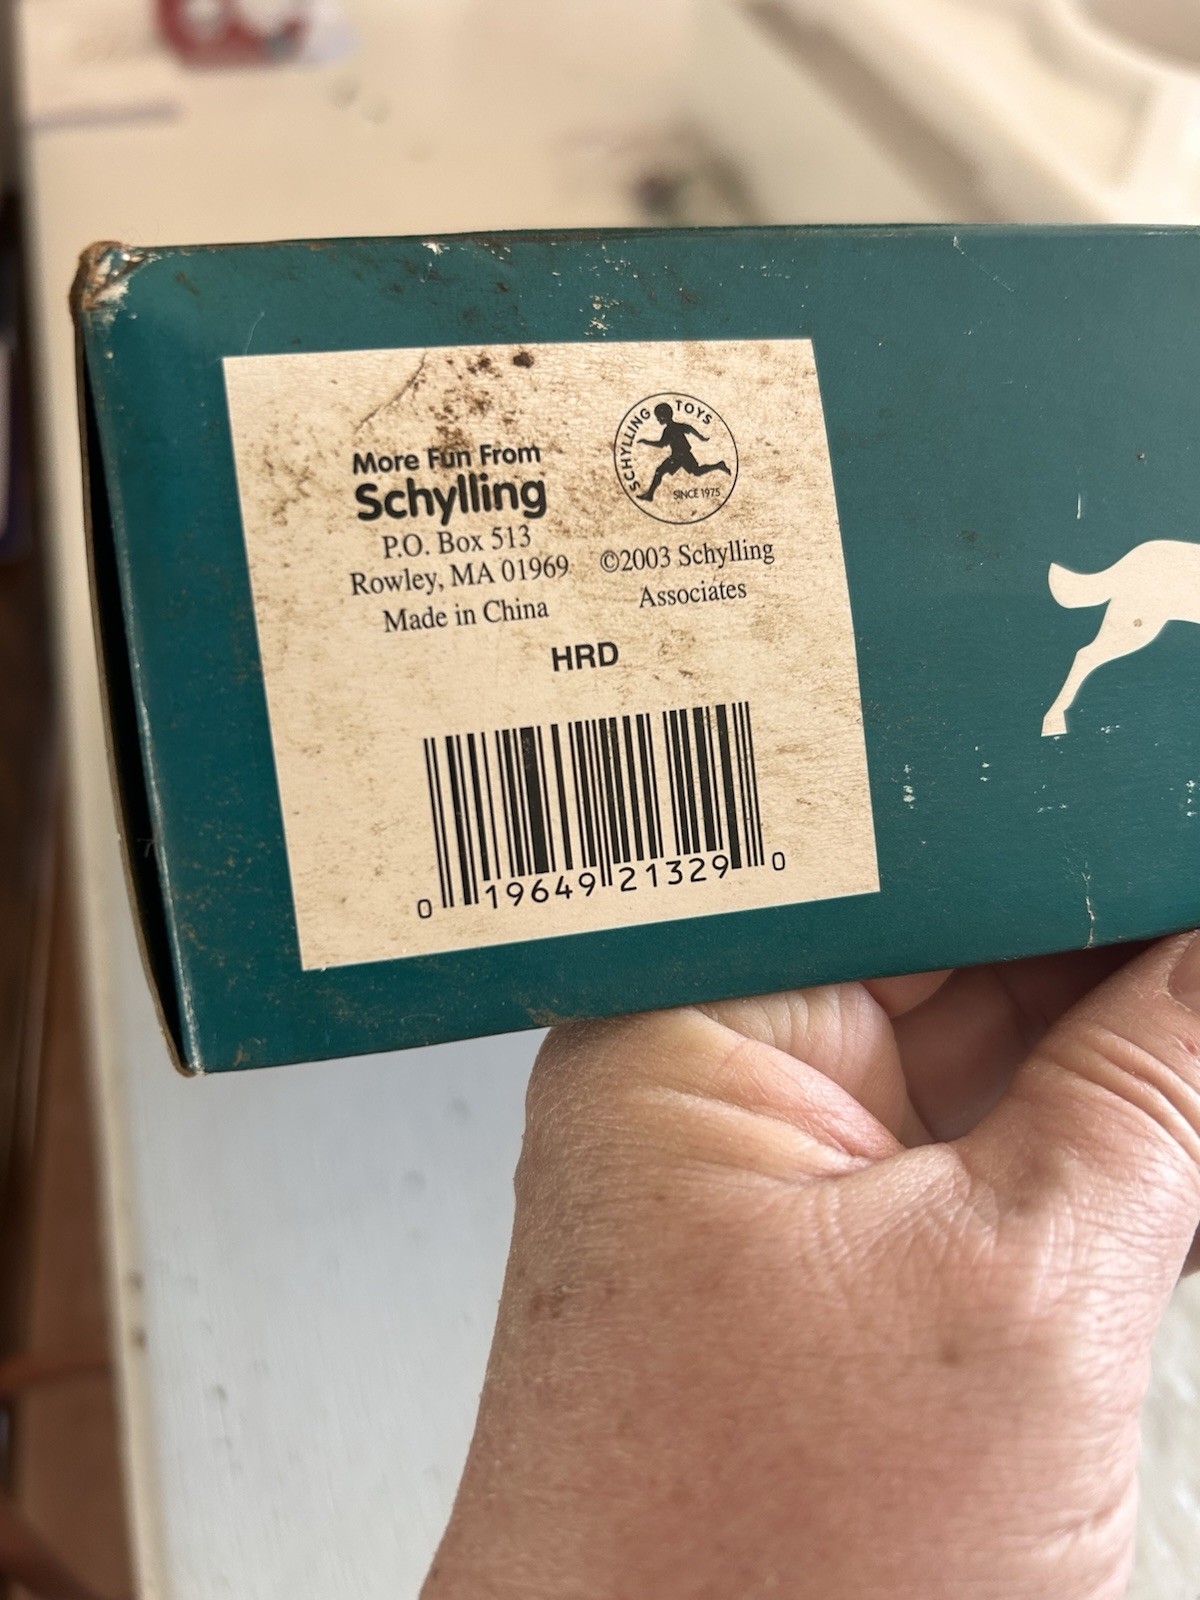 More Fun From
Schylling
P.O. Box 513
Rowley, MA 01969
Made in China
SCHYLLING TOYS
SINCE 1975
©2003 Schylling
Associates
HRD
0 19649 21329 0